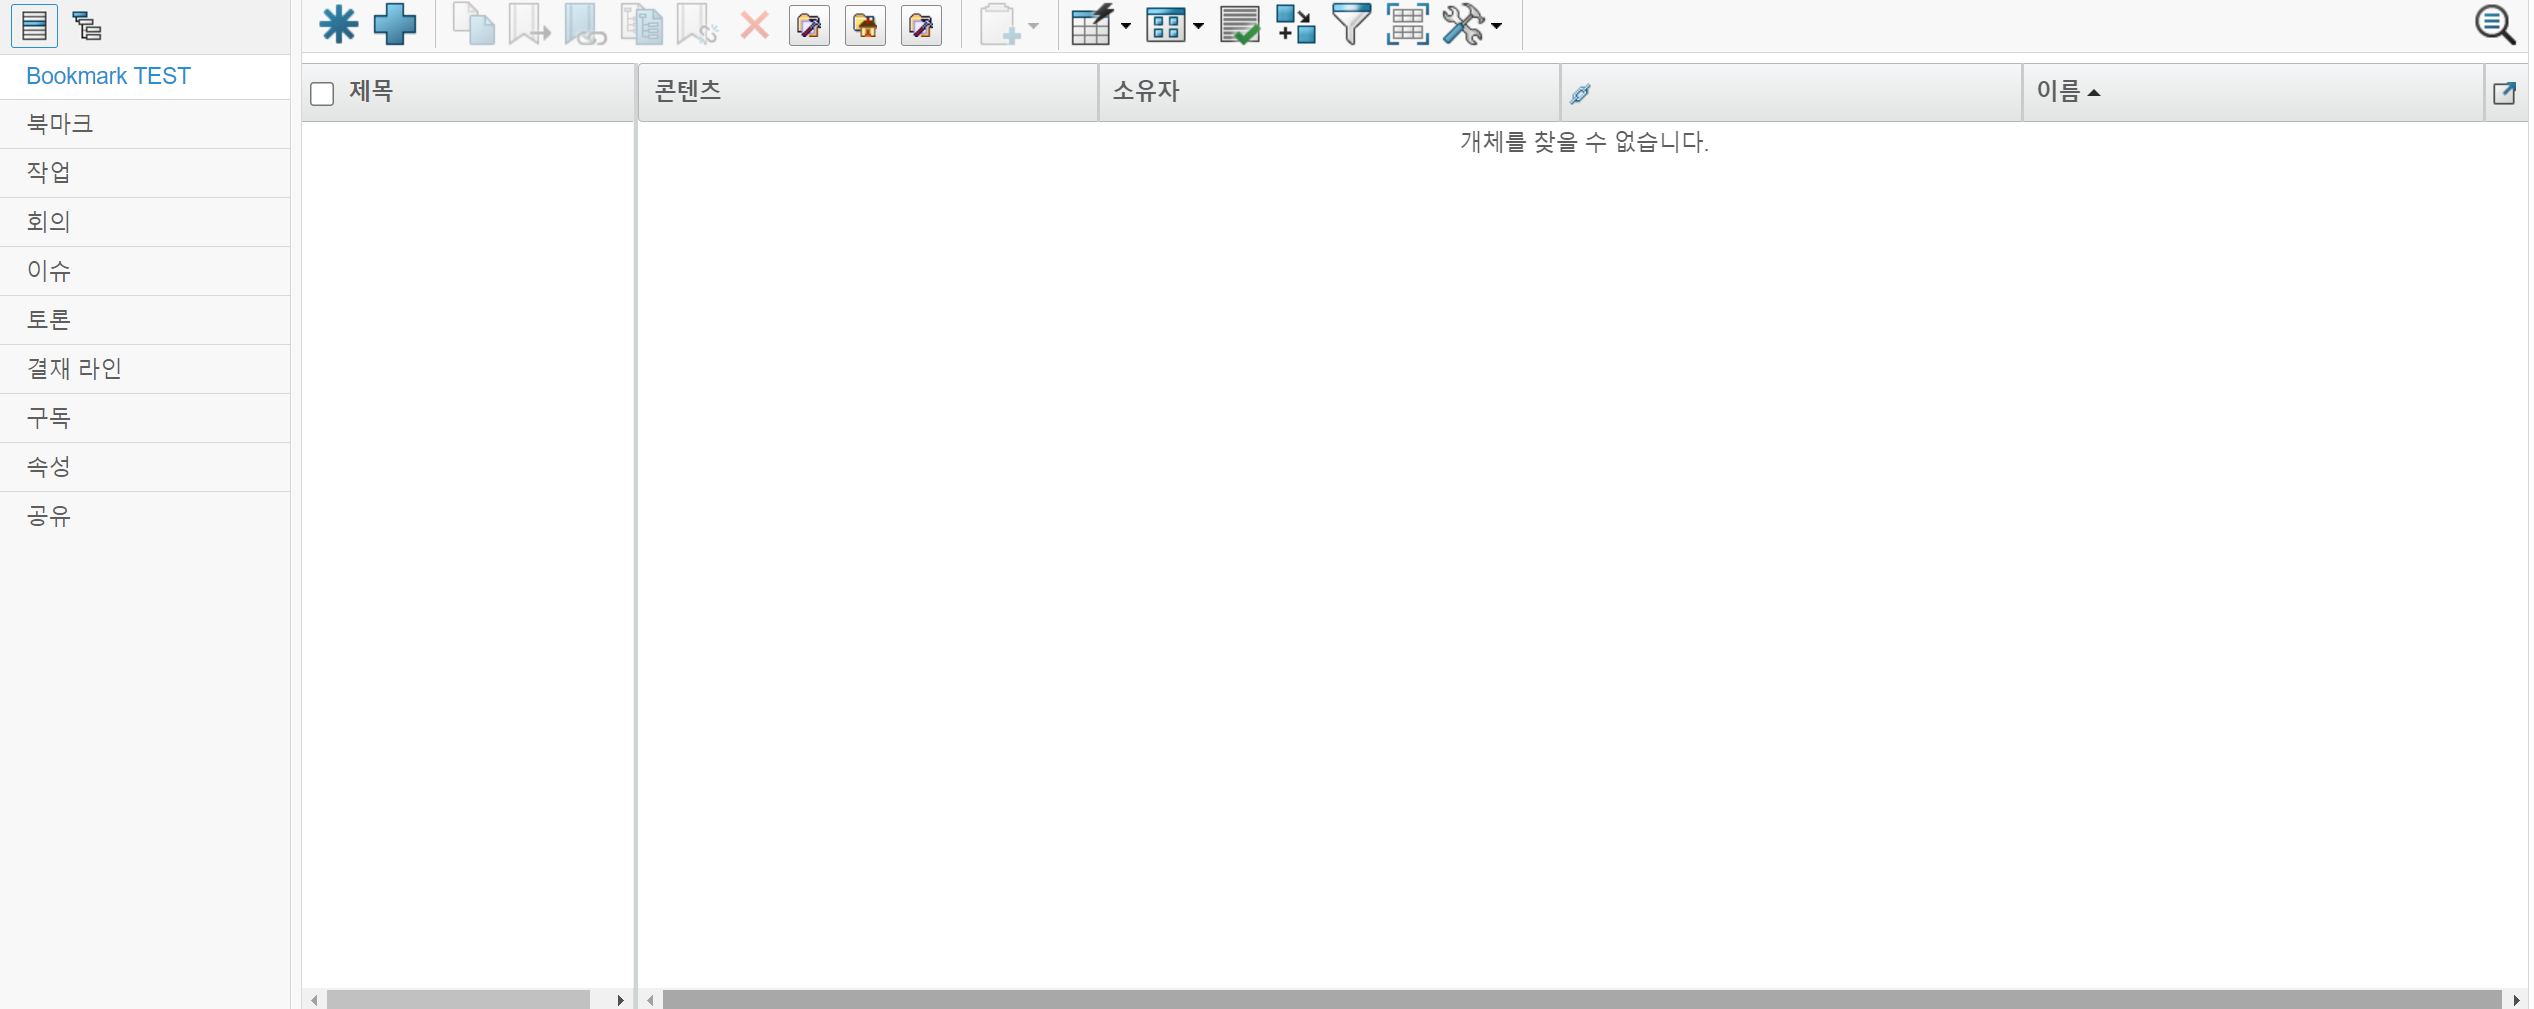 Bookmark TEST
북마크
작업
회의
이슈
토론
결재 라인
구독
속성
공유
제목
콘텐츠
소유자
이름
개체를 찾을 수 없습니다.